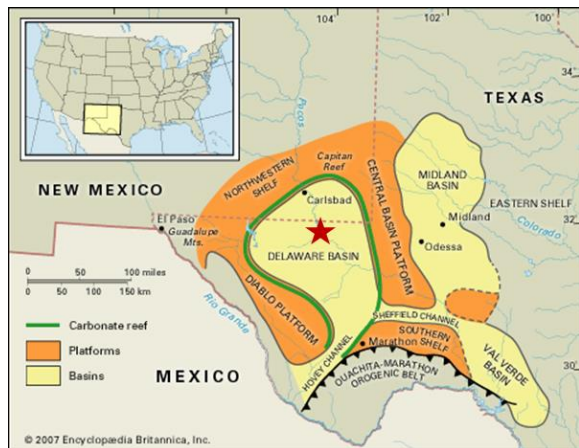 104
102
100
34
32
30
TEXAS
NEW MEXICO
MEXICO
NORTHWESTERN
SHELF
Capitan
Reef
Pecos
Carlsbad
CENTRAL BASIN PLATFORM
MIDLAND
BASIN
EASTERN SHELF
Midland
Odessa
Colorado
El Paso
Guadalupe
Mts.
DELAWARE BASIN
DIABLO PLATFORM
SHEFFIELD CHANNEL
SOUTHERN
SHELF
Marathon
HOVEY CHANNEL
OUACHITA-MARATHON
OROGENIC BELT
VAL VERDE
BASIN
Rio Grande
0 50 100 miles
0 50 100 150 km
Carbonate reef
Platforms
Basins
© 2007 Encyclopædia Britannica, Inc.